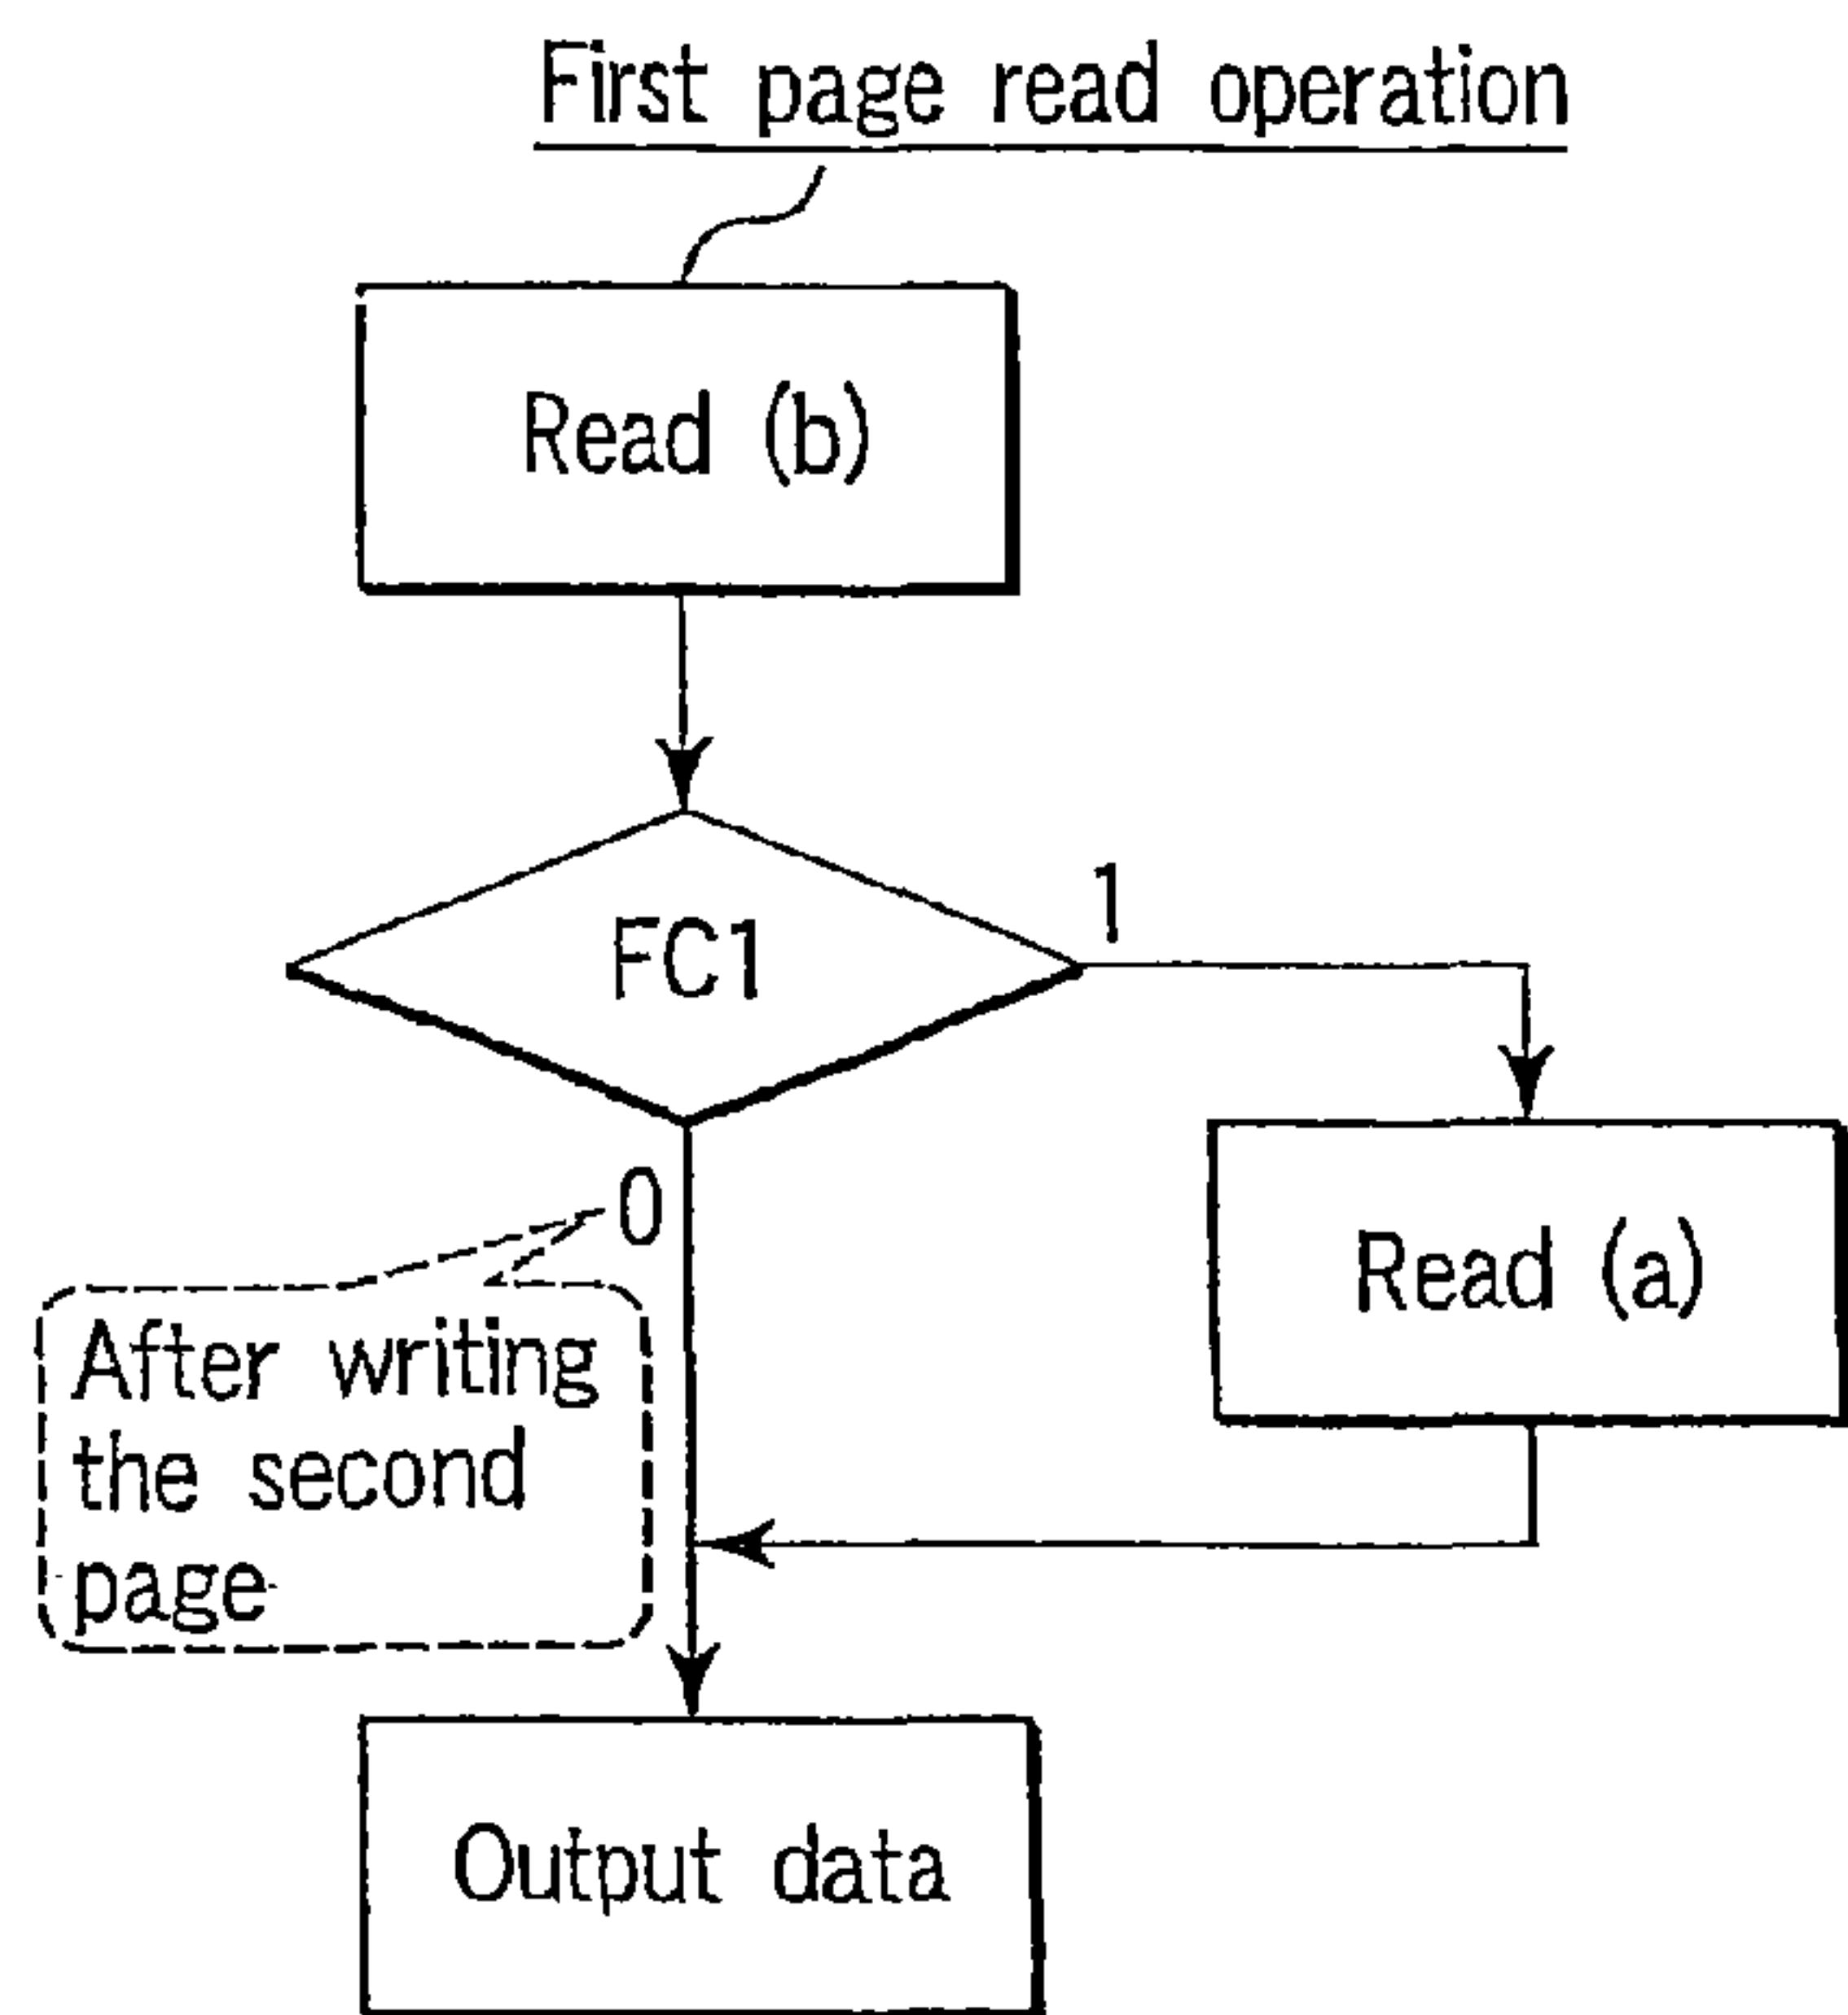 First page read operation
Read (b)
FC1
1
0
Read (a)
After writing
the second
page
Output data